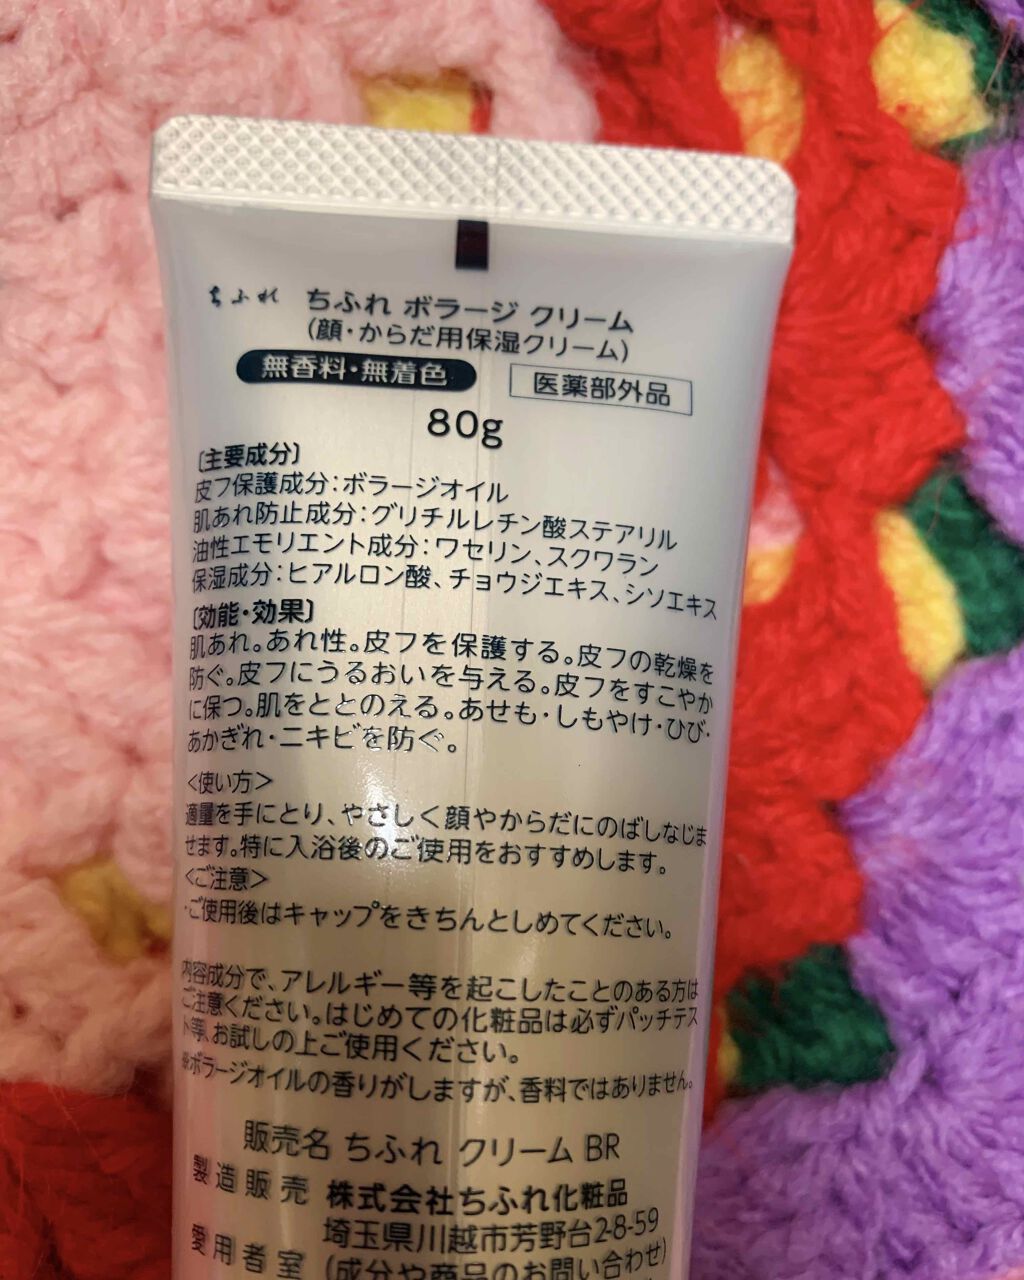 ちふれ ちふれ ボラージ クリーム
(顔・からだ用保湿クリーム)
無香料・無着色 医薬部外品
80g
〔主要成分〕
皮フ保護成分:ボラージオイル
肌あれ防止成分:グリチルレチン酸ステアリル
油性エモリエント成分:ワセリン、スクワラン
保湿成分:ヒアルロン酸、チョウジエキス、シソエキス
〔効能・効果〕
肌あれ。あれ性。皮フを保護する。皮フの乾燥を
防ぐ。皮フにうるおいを与える。皮フをすこやか
に保つ。肌をととのえる。あせも・しもやけ・ひび・
あかぎれ・ニキビを防ぐ。
<使い方>
適量を手にとり、やさしく顔やからだにのばしなじま
せます。特に入浴後のご使用をおすすめします。
<ご注意>
・ご使用後はキャップをきちんとしめてください。
内容成分で、アレルギー等を起こしたことのある方は
ご注意ください。はじめての化粧品は必ずパッチテス
ト等、お試しの上ご使用ください。
※ボラージオイルの香りがしますが、香料ではありません。
販売名 ちふれ クリーム BR
製造販売 株式会社ちふれ化粧品
埼玉県川越市芳野台2-8-59
愛用者室 (成分や商品のお問い合わせ)